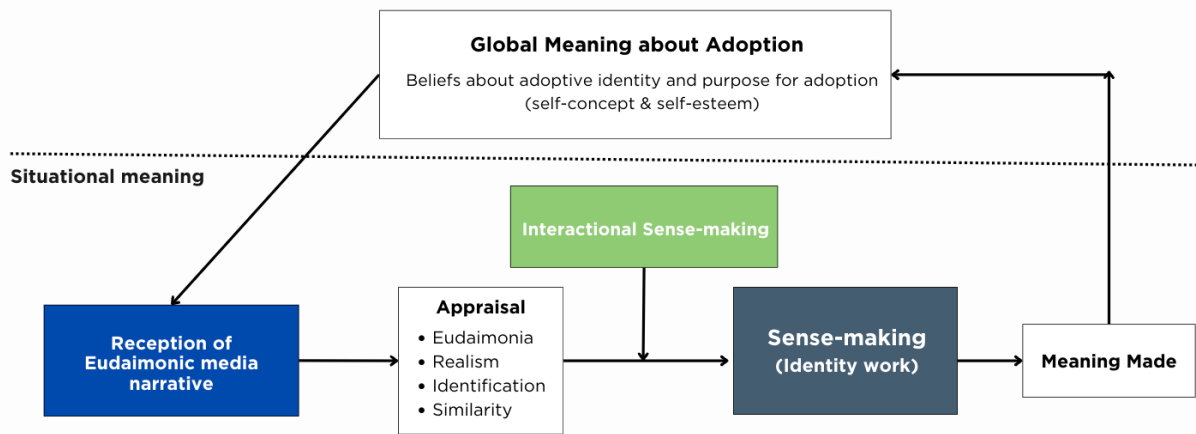 Global Meaning about Adoption
Beliefs about adoptive identity and purpose for adoption
(self-concept & self-esteem)
Situational meaning
Interactional Sense-making
Reception of
Eudaimonic media
narrative
Appraisal
• Eudaimonia
• Realism
• Identification
• Similarity
Sense-making
(Identity work)
Meaning Made